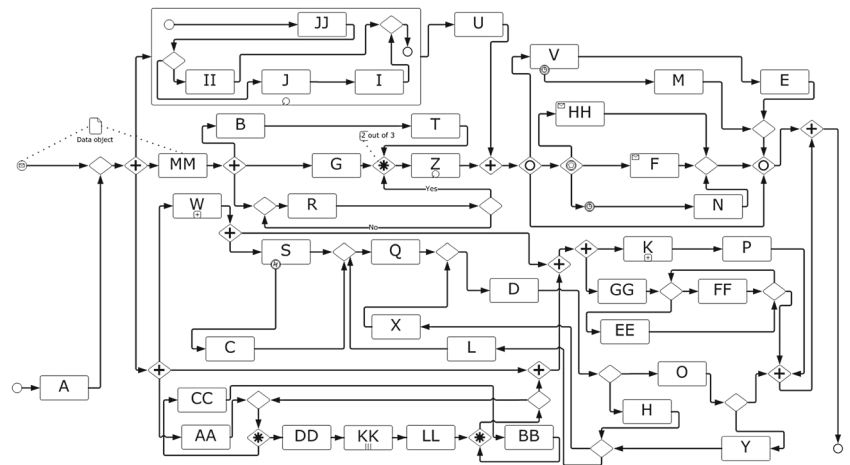 JJ
U
II
J
I
V
M
E
Data object
B
T
2 out of 3
HH
MM
G
Z
F
Yes
W
R
N
No
S
Q
K
P
D
GG
FF
X
EE
C
L
A
O
CC
H
AA
DD
KK
LL
BB
Y